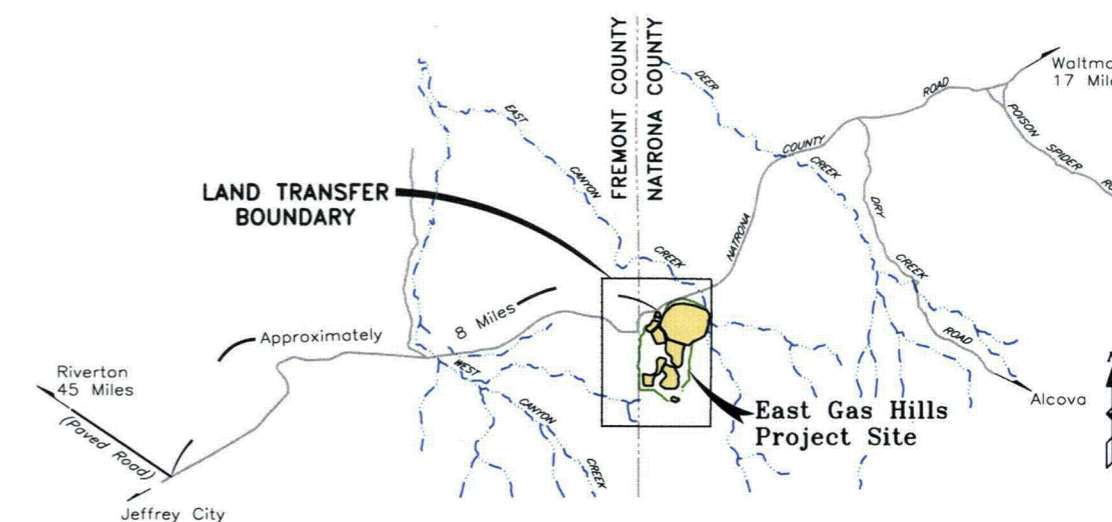 FREMONT COUNTY
NATRONA COUNTY
DEER
CREEK
EAST
CANYON
CREEK
NATRONA
COUNTY
ROAD
17
POISON
SPIDER
DRY
CREEK
ROAD
Alcova
LAND TRANSFER
BOUNDARY
Approximately
8 Miles
WEST
CANYON
CREEK
Riverton
45 Miles
(Paved Road)
Jeffrey City
East Gas Hills
Project Site